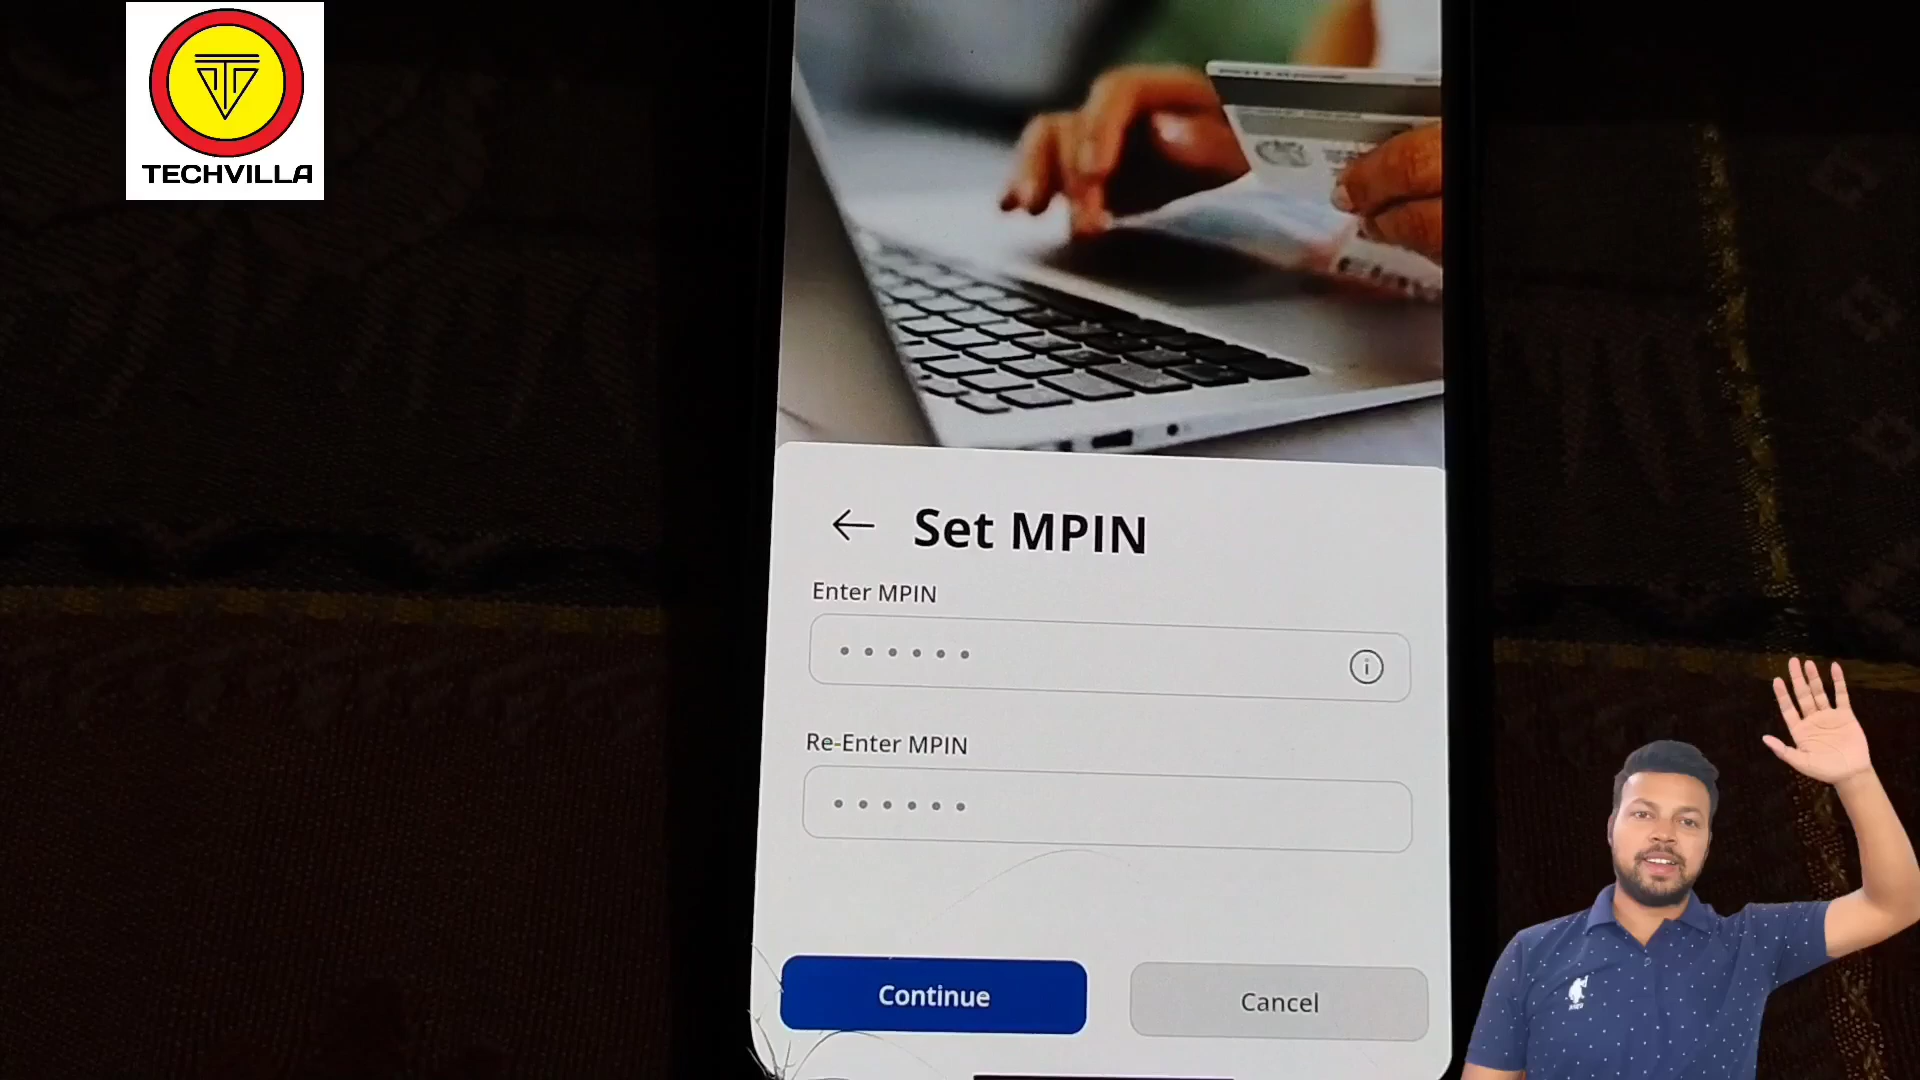 TECHVILLA
Set MPIN
Enter MPIN
Re-Enter MPIN
Continue
Cancel